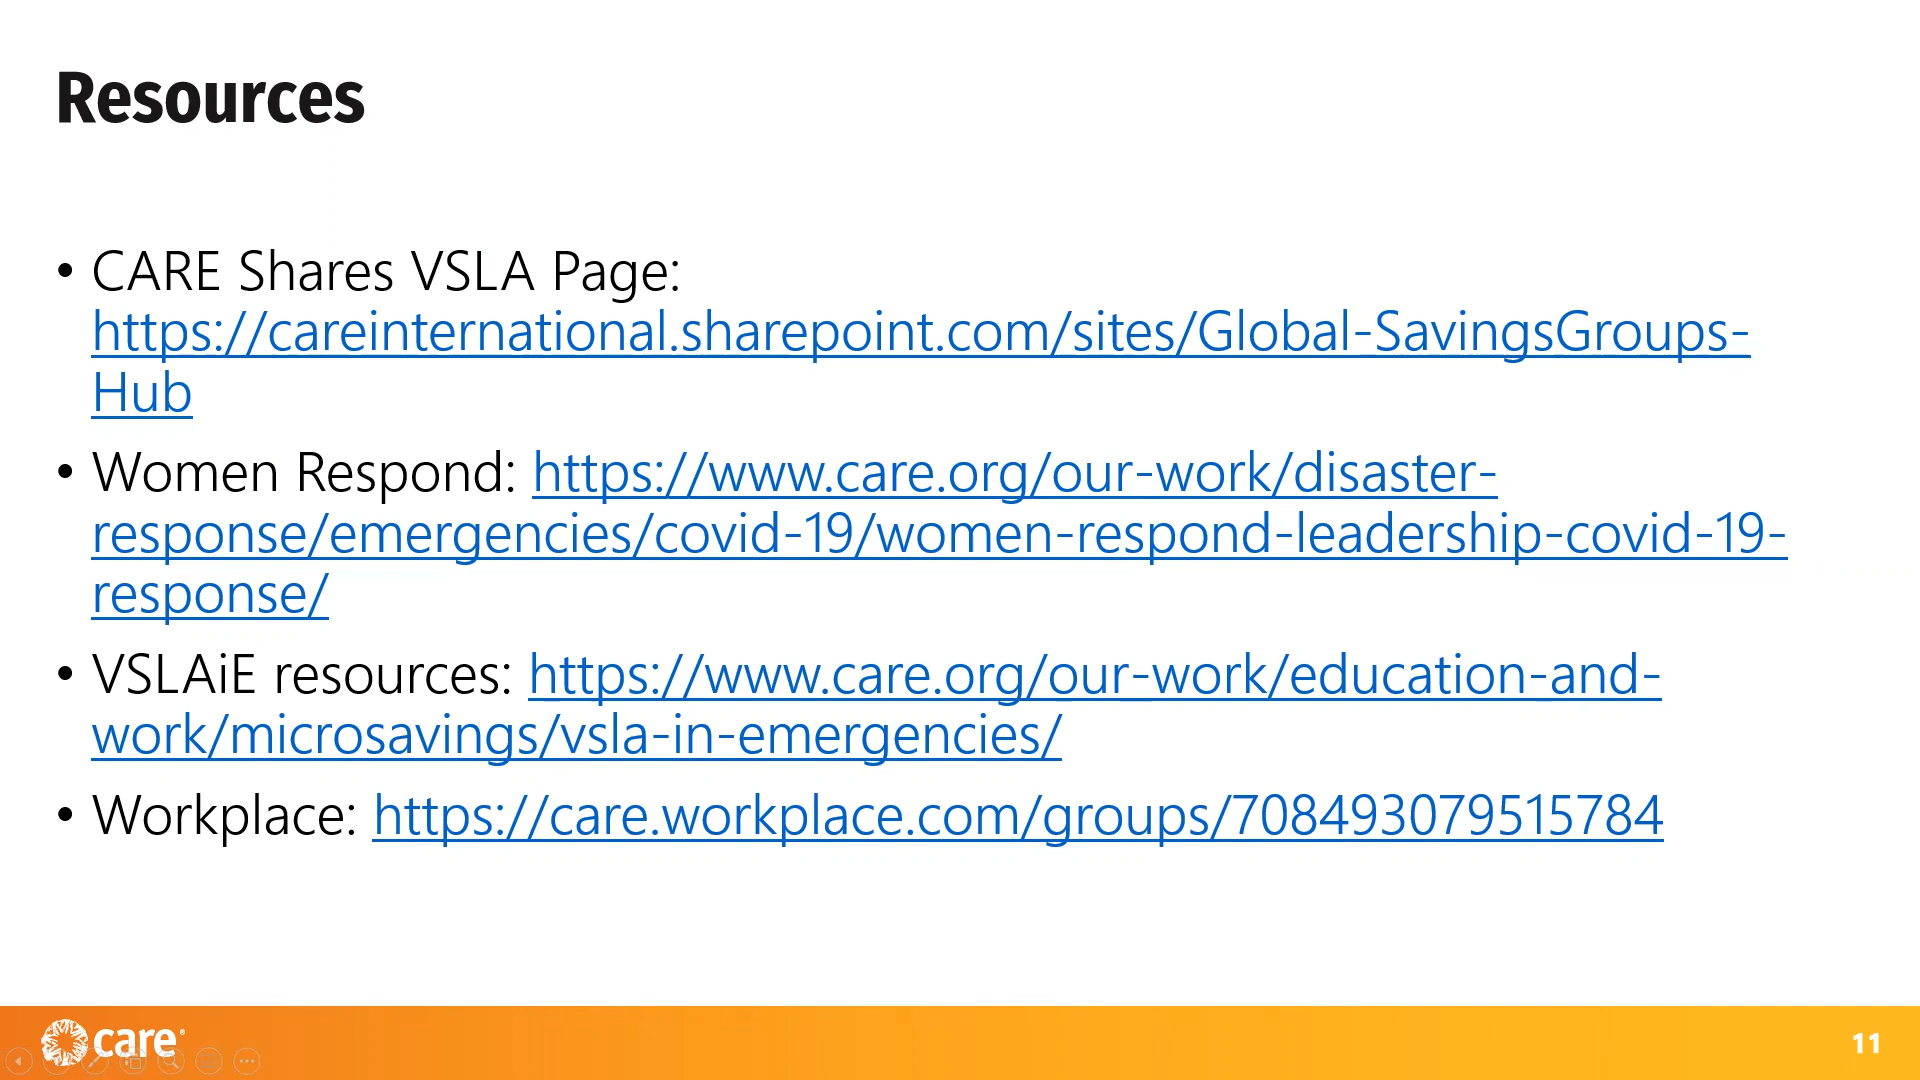 Resources
• CARE Shares VSLA Page:
https://careinternational.sharepoint.com/sites/Global-SavingsGroups-
Hub
• Women Respond: https://www.care.org/our-work/disaster-
response/emergencies/covid-19/women-respond-leadership-covid-19-
response/
• VSLAiE resources: https://www.care.org/our-work/education-and-
work/microsavings/vsla-in-emergencies/
• Workplace: https://care.workplace.com/groups/708493079515784
care®
11